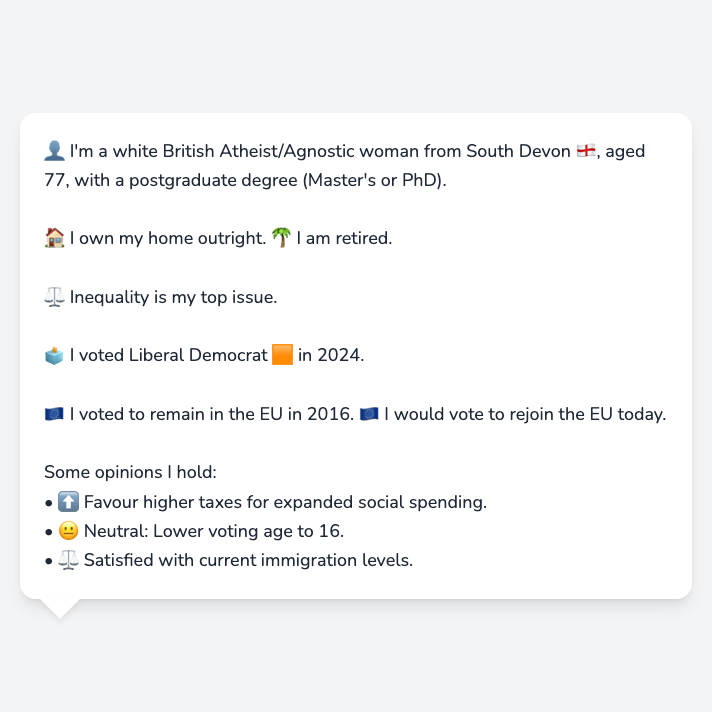 👤 I'm a white British Atheist/Agnostic woman from South Devon 🏴󠁧󠁢󠁥󠁮󠁧󠁿, aged
77, with a postgraduate degree (Master's or PhD).
🏠 I own my home outright. 🌴 I am retired.
⚖️ Inequality is my top issue.
🗳️ I voted Liberal Democrat 🟧 in 2024.
🇪🇺 I voted to remain in the EU in 2016. 🇪🇺 I would vote to rejoin the EU today.
Some opinions I hold:
• ⬆️ Favour higher taxes for expanded social spending.
• 😐 Neutral: Lower voting age to 16.
• ⚖️ Satisfied with current immigration levels.